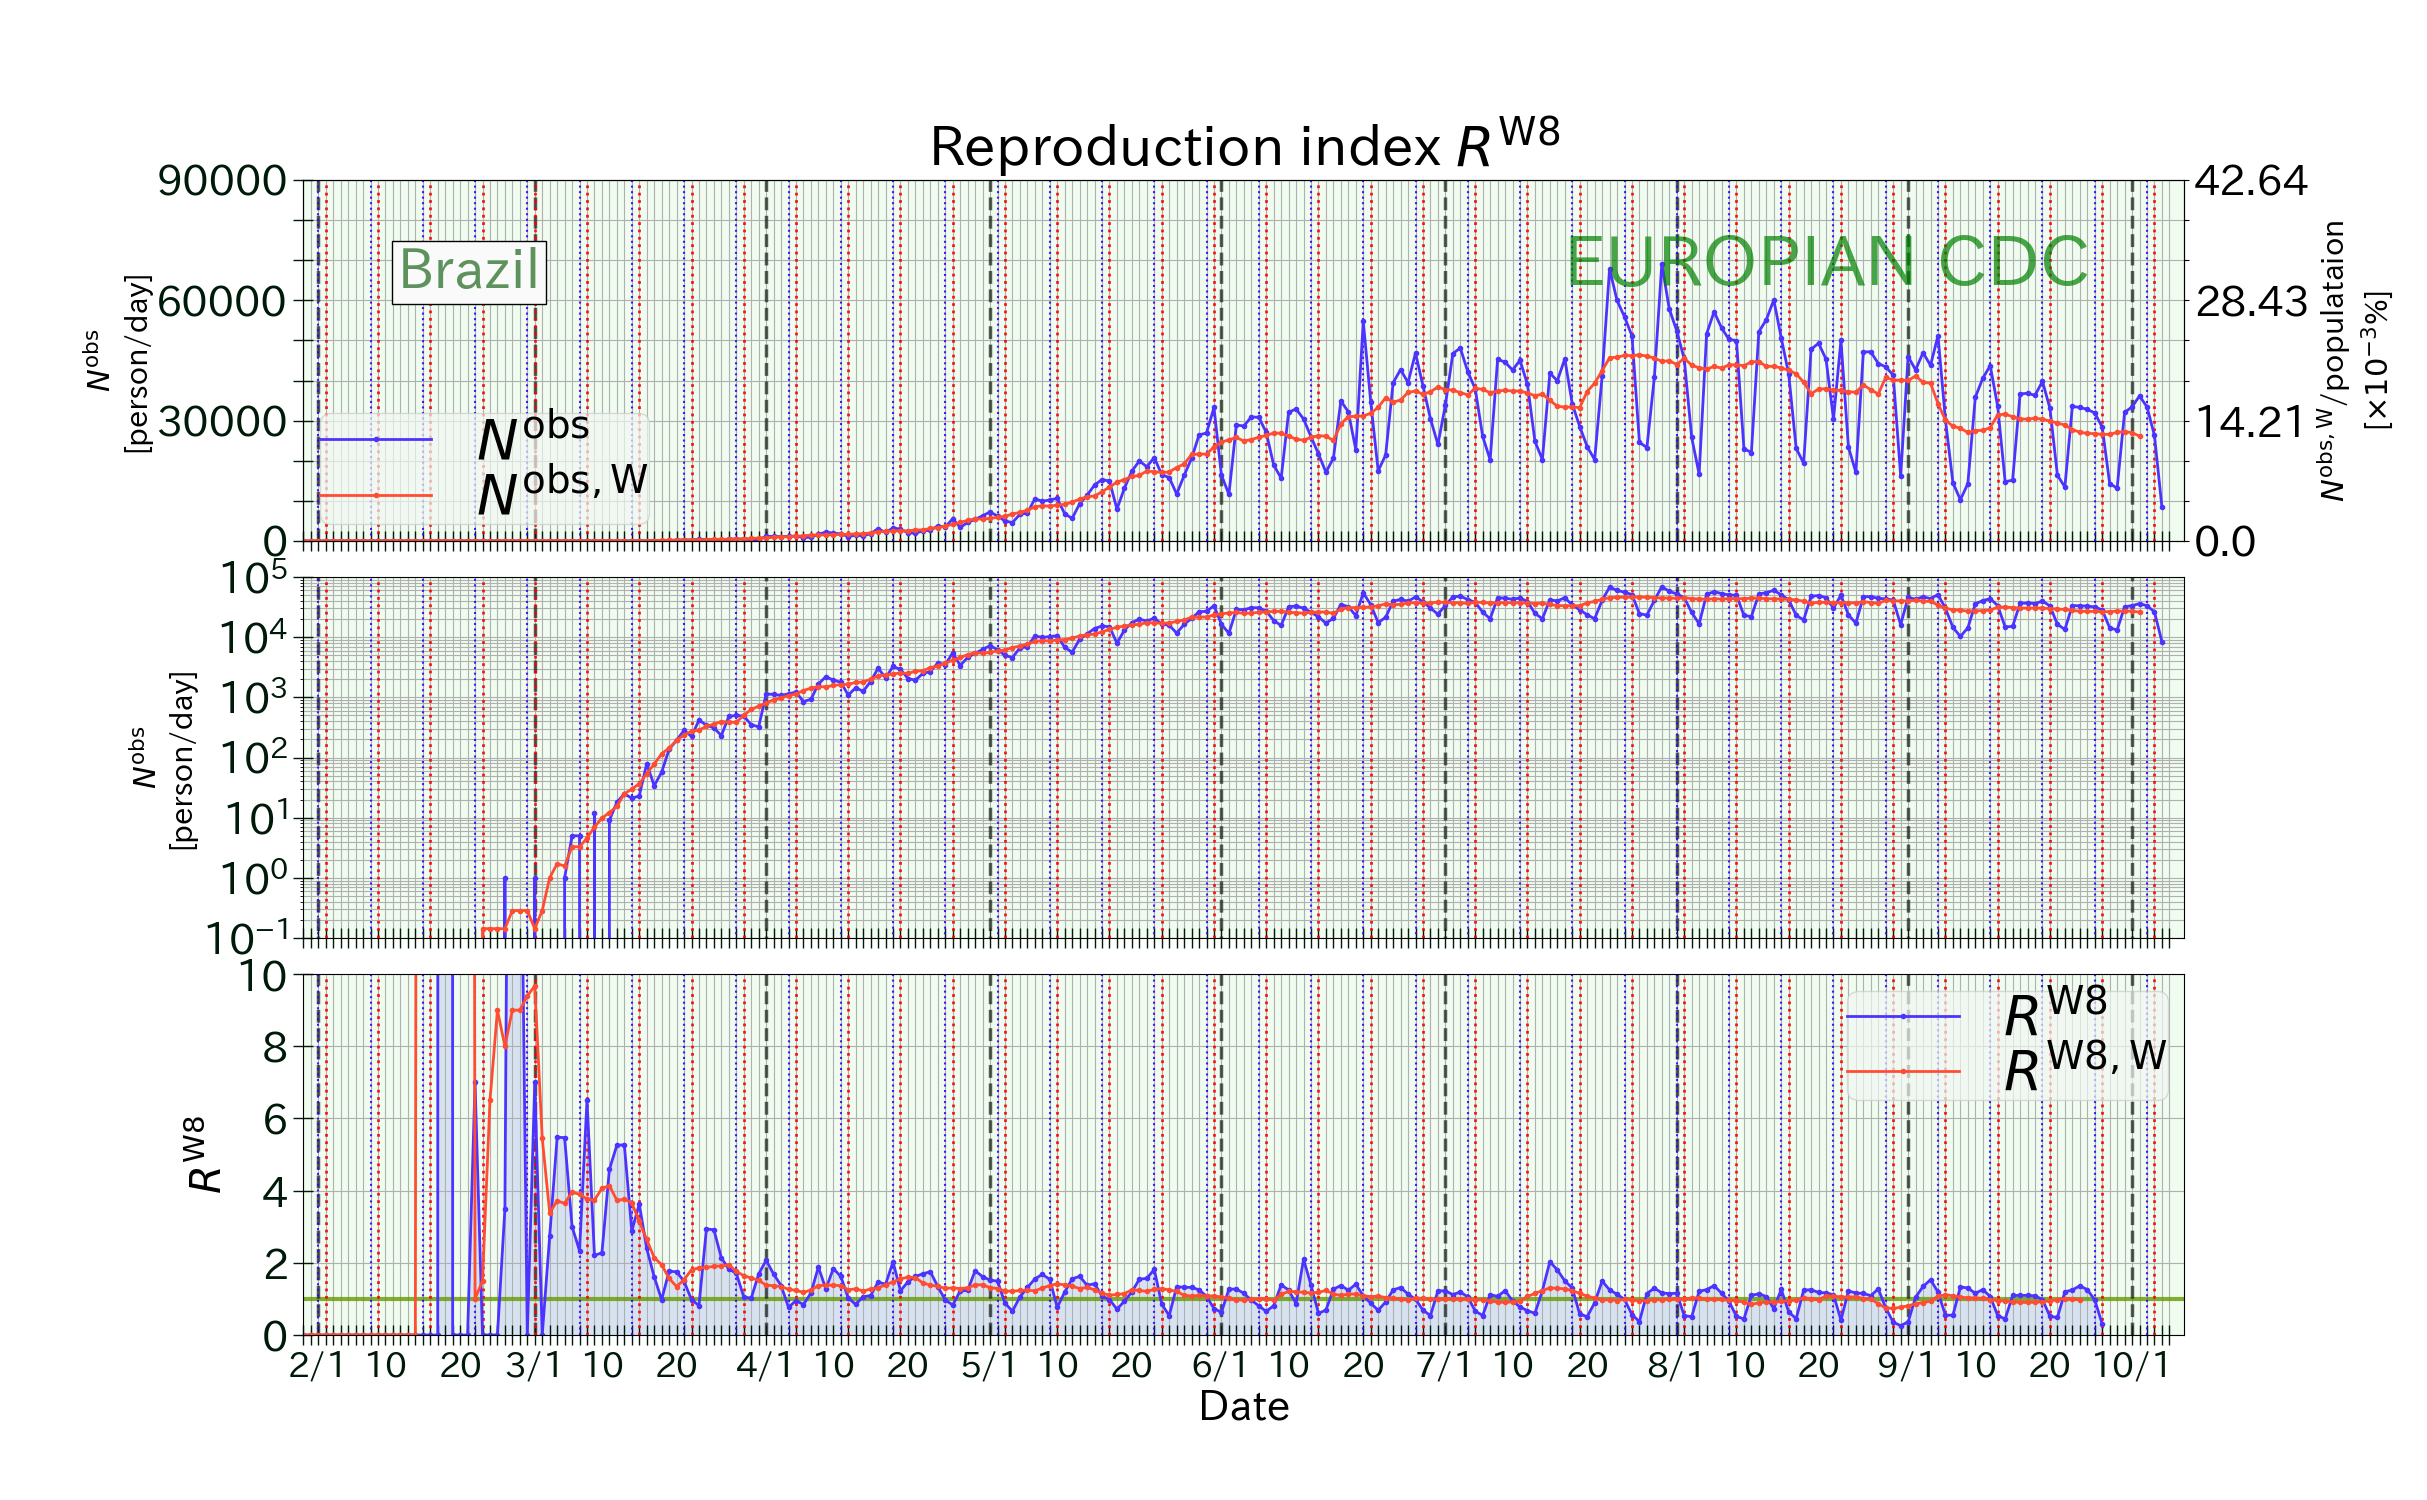 Reproduction index R^W8
90000
60000
30000
0
N^obs
[person/day]
Brazil
EUROPIAN CDC
N^obs
N^obs, W
42.64
28.43
14.21
0.0
N^obs, W/populataion
[×10^−3%]
10^5
10^4
10^3
10^2
10^1
10^0
10^−1
N^obs
[person/day]
10
8
6
4
2
0
R^W8
R^W8
R^W8, W
2/1 10 20 3/1 10 20 4/1 10 20 5/1 10 20 6/1 10 20 7/1 10 20 8/1 10 20 9/1 10 20 10/1
Date